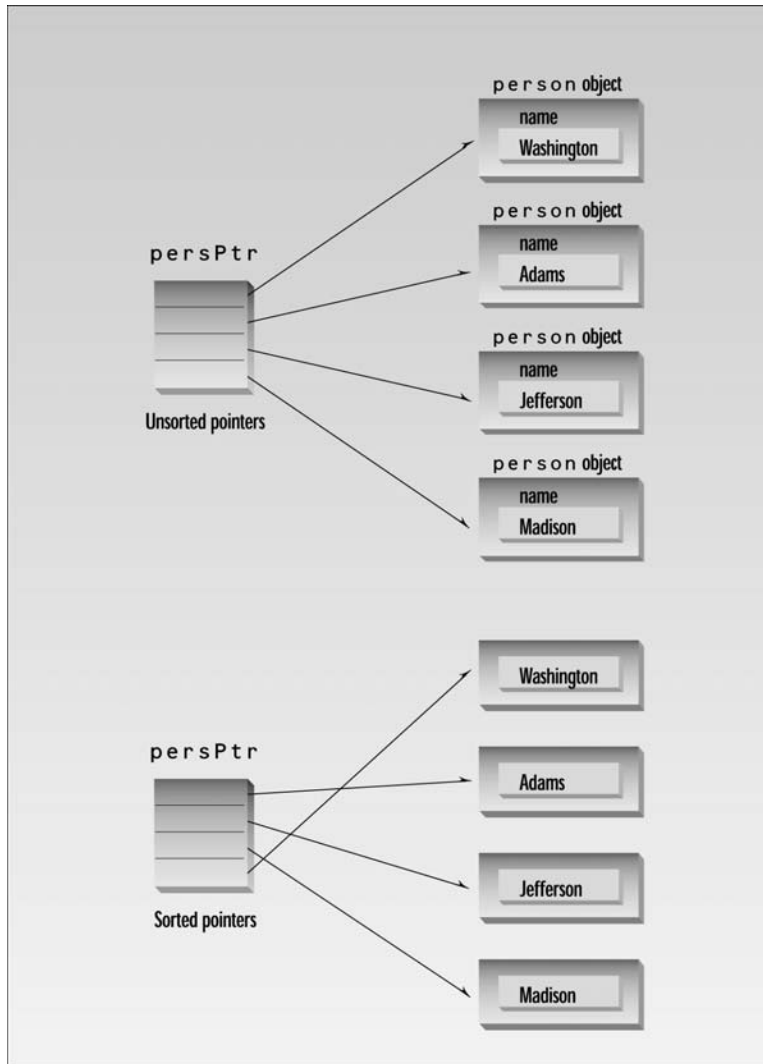 person object
name
Washington
person object
name
Adams
persPtr
person object
name
Jefferson
Unsorted pointers
person object
name
Madison
Washington
persPtr
Adams
Jefferson
Sorted pointers
Madison